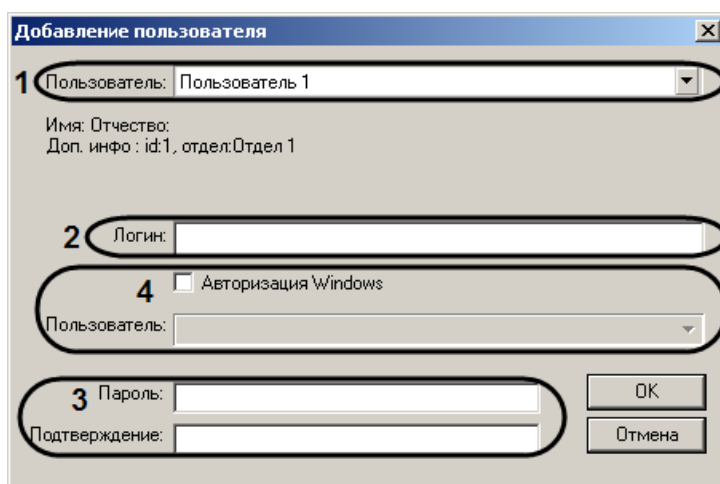 Добавление пользователя
1 Пользователь: Пользователь 1
Имя: Отчество:
Доп. инфо : id:1, отдел:Отдел 1
2 Логин:
4 Авторизация Windows
Пользователь:
3 Пароль:
OK
Подтверждение:
Отмена